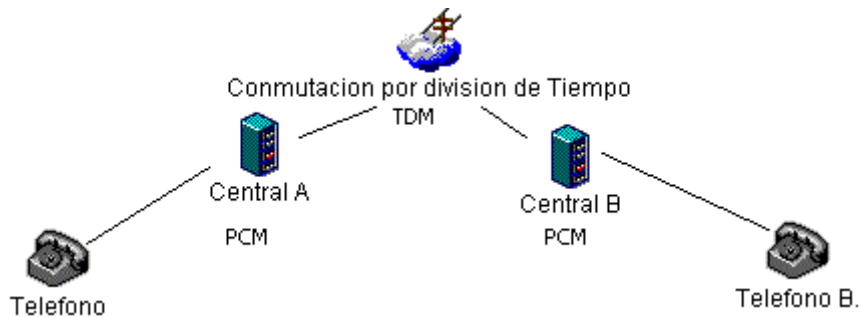 Conmutacion por division de Tiempo
TDM
Central A
Central B
PCM
PCM
Telefono
Telefono B.